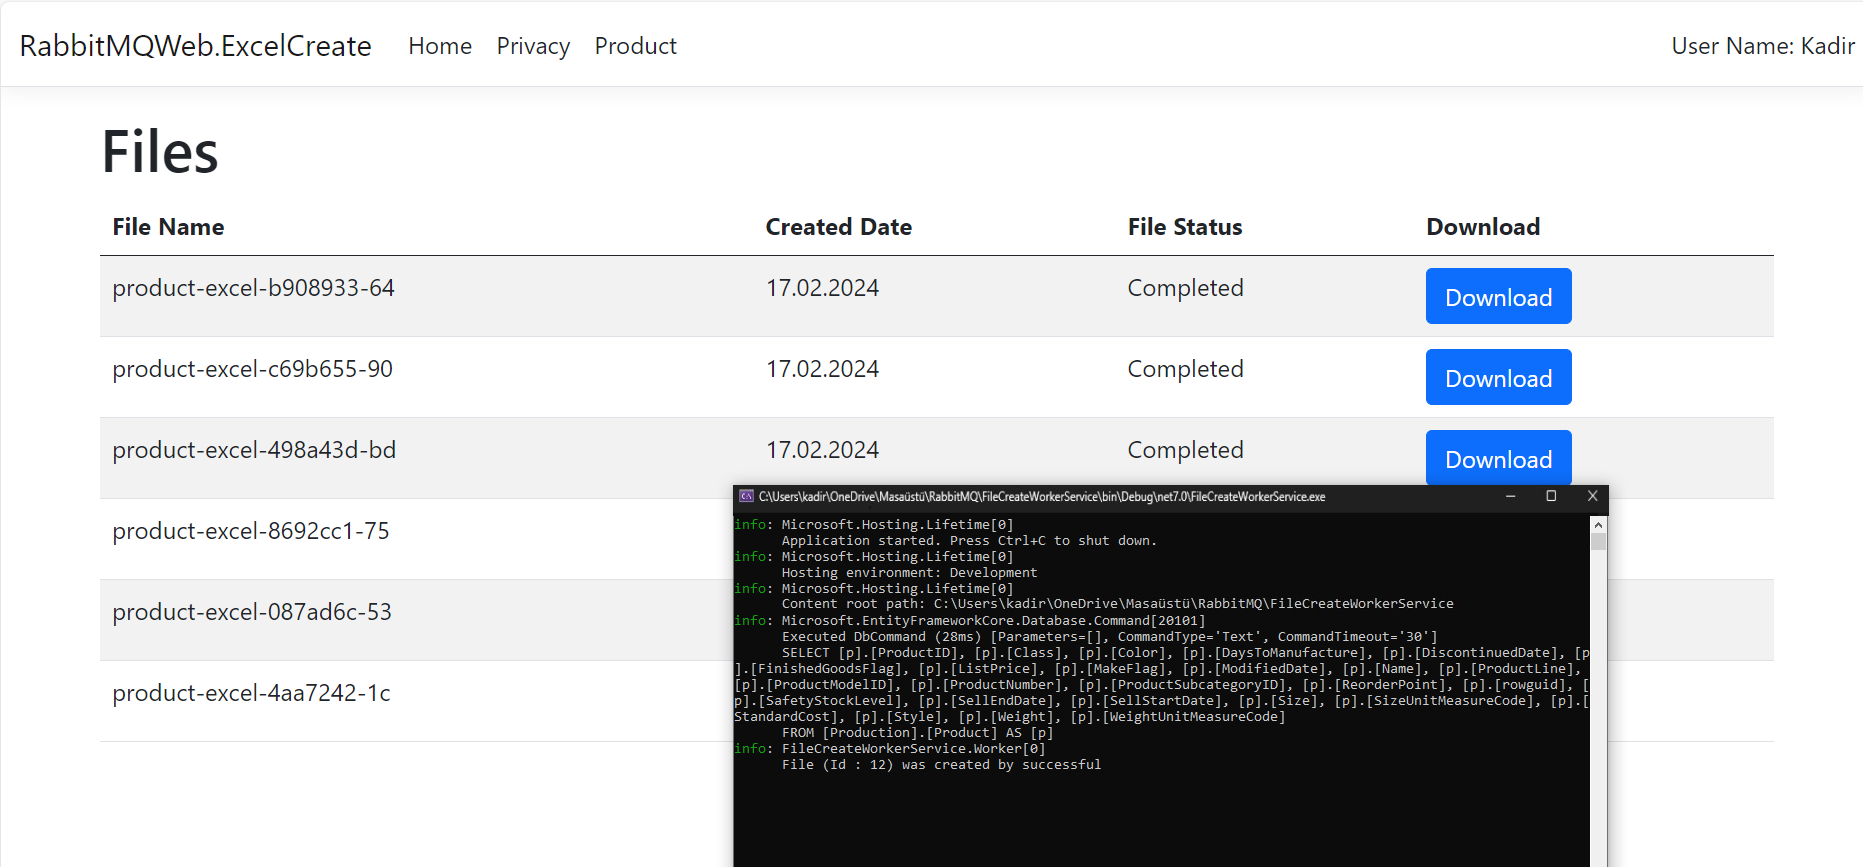 RabbitMQWeb.ExcelCreate Home Privacy Product User Name: Kadir
Files
File Name Created Date File Status Download
product-excel-b908933-64 17.02.2024 Completed Download
product-excel-c69b655-90 17.02.2024 Completed Download
product-excel-498a43d-bd 17.02.2024 Completed Download
product-excel-8692cc1-75
product-excel-087ad6c-53
product-excel-4aa7242-1c
C:\Users\kadir\OneDrive\Masaüstü\RabbitMQ\FileCreateWorkerService\bin\Debug\net7.0\FileCreateWorkerService.exe
info: Microsoft.Hosting.Lifetime[0]
Application started. Press Ctrl+C to shut down.
info: Microsoft.Hosting.Lifetime[0]
Hosting environment: Development
info: Microsoft.Hosting.Lifetime[0]
Content root path: C:\Users\kadir\OneDrive\Masaüstü\RabbitMQ\FileCreateWorkerService
info: Microsoft.EntityFrameworkCore.Database.Command[20101]
Executed DbCommand (28ms) [Parameters=[], CommandType='Text', CommandTimeout='30']
SELECT [p].[ProductID], [p].[Class], [p].[Color], [p].[DaysToManufacture], [p].[DiscontinuedDate], [p
].[FinishedGoodsFlag], [p].[ListPrice], [p].[MakeFlag], [p].[ModifiedDate], [p].[Name], [p].[ProductLine],
[p].[ProductModelID], [p].[ProductNumber], [p].[ProductSubcategoryID], [p].[ReorderPoint], [p].[rowguid], [
p].[SafetyStockLevel], [p].[SellEndDate], [p].[SellStartDate], [p].[Size], [p].[SizeUnitMeasureCode], [p].[
StandardCost], [p].[Style], [p].[Weight], [p].[WeightUnitMeasureCode]
FROM [Production].[Product] AS [p]
info: FileCreateWorkerService.Worker[0]
File (Id : 12) was created by successful